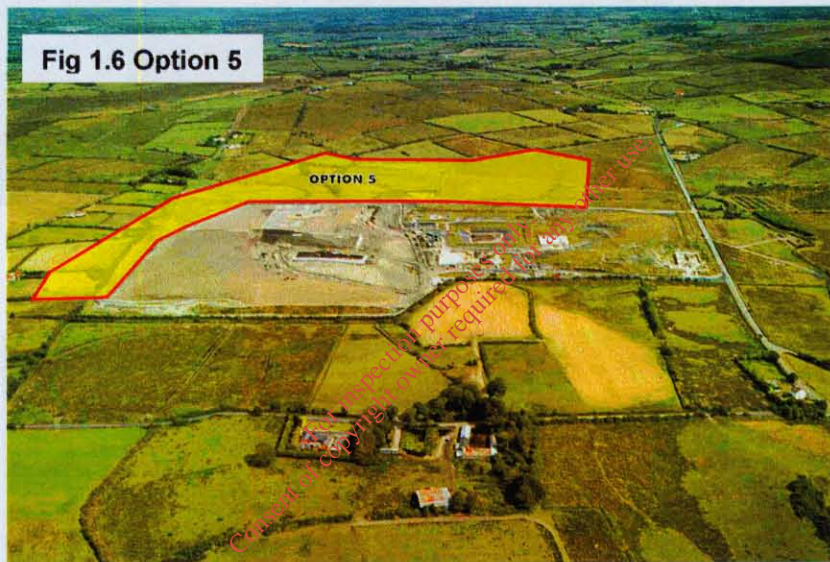 Fig 1.6 Option 5
OPTION 5
For inspection purposes only.
Consent of copyright owner required for any other use.